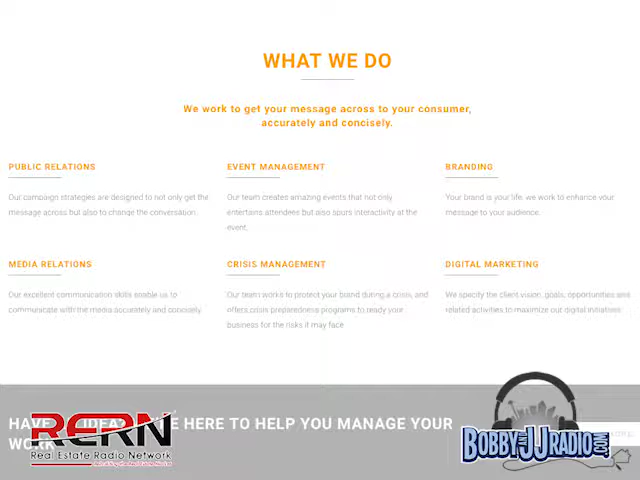 WHAT WE DO
We work to get your message across to your consumer,
accurately and concisely.
PUBLIC RELATIONS
Our campaign strategies are designed to not only get the
message across but also to change the conversation.
EVENT MANAGEMENT
Our team creates amazing events that not only
entertains attendees but also spurs interactivity at the
event.
BRANDING
Your brand is your life, we work to enhance your
message to your audience.
MEDIA RELATIONS
Our excellent communication skills enable us to
communicate with the media accurately and concisely.
CRISIS MANAGEMENT
Our team works to protect your brand during a crisis, and
offers crisis preparedness programs to ready your
business for the risks it may face.
DIGITAL MARKETING
We specify the client vision, goals, opportunities and
related activities to maximize our digital initiatives.
HAVE IDEA? HERE TO HELP YOU MANAGE YOUR
WORK
RERN
Real Estate Radio Network
BOBBY AND JJRADIO.COM